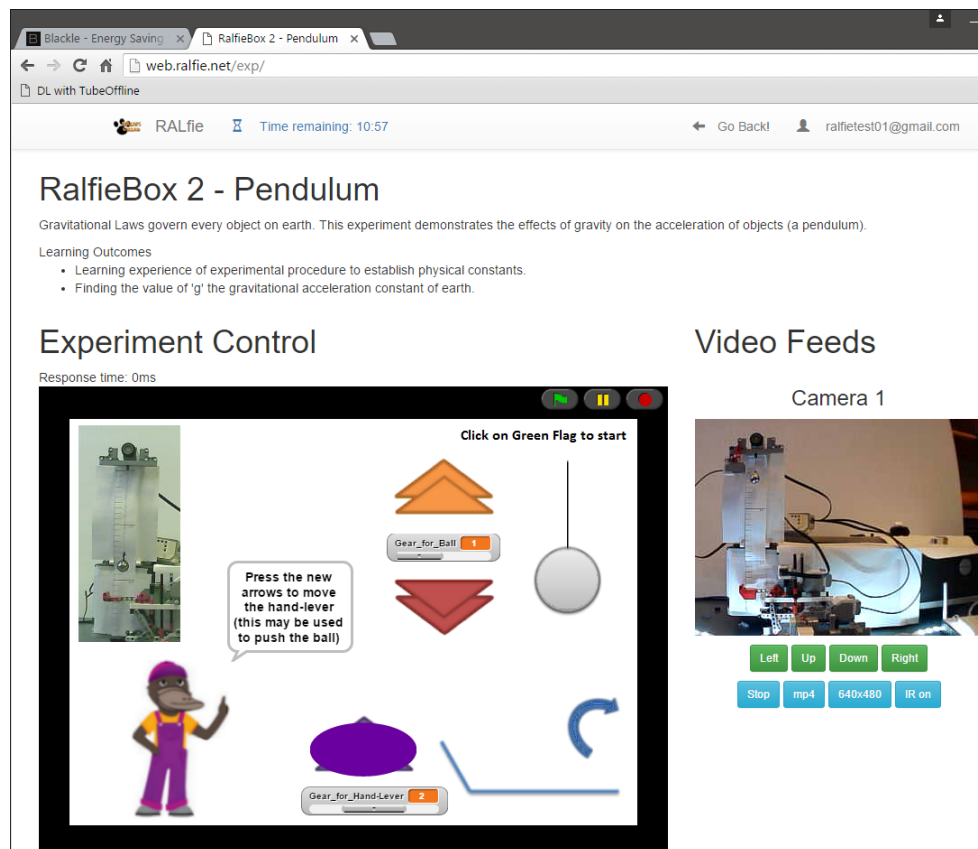 Blackle - Energy Saving
RalfieBox 2 - Pendulum
web.ralfie.net/exp/
DL with TubeOffline
RALfie
Time remaining: 10:57
Go Back!
ralfietest01@gmail.com
RalfieBox 2 - Pendulum
Gravitational Laws govern every object on earth. This experiment demonstrates the effects of gravity on the acceleration of objects (a pendulum).
Learning Outcomes
Learning experience of experimental procedure to establish physical constants.
Finding the value of 'g' the gravitational acceleration constant of earth.
Experiment Control
Response time: 0ms
Click on Green Flag to start
Gear_for_Ball 1
Press the new
arrows to move
the hand-lever
(this may be used
to push the ball)
Gear_for_Hand-Lever 2
Video Feeds
Camera 1
Left Up Down Right
Stop mp4 640x480 IR on